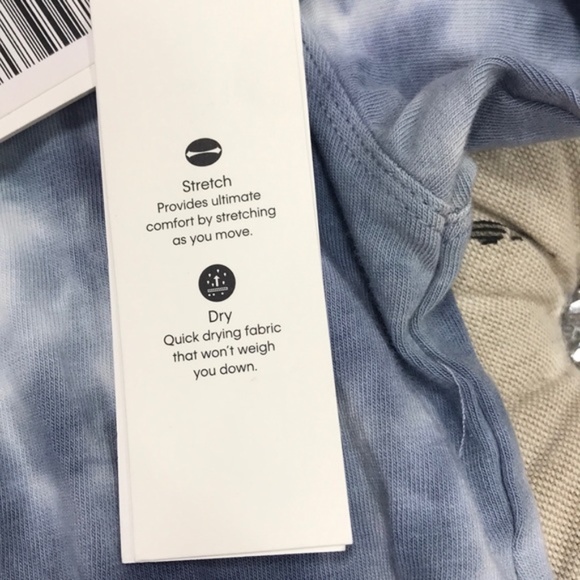 Stretch
Provides ultimate
comfort by stretching
as you move.
Dry
Quick drying fabric
that won't weigh
you down.